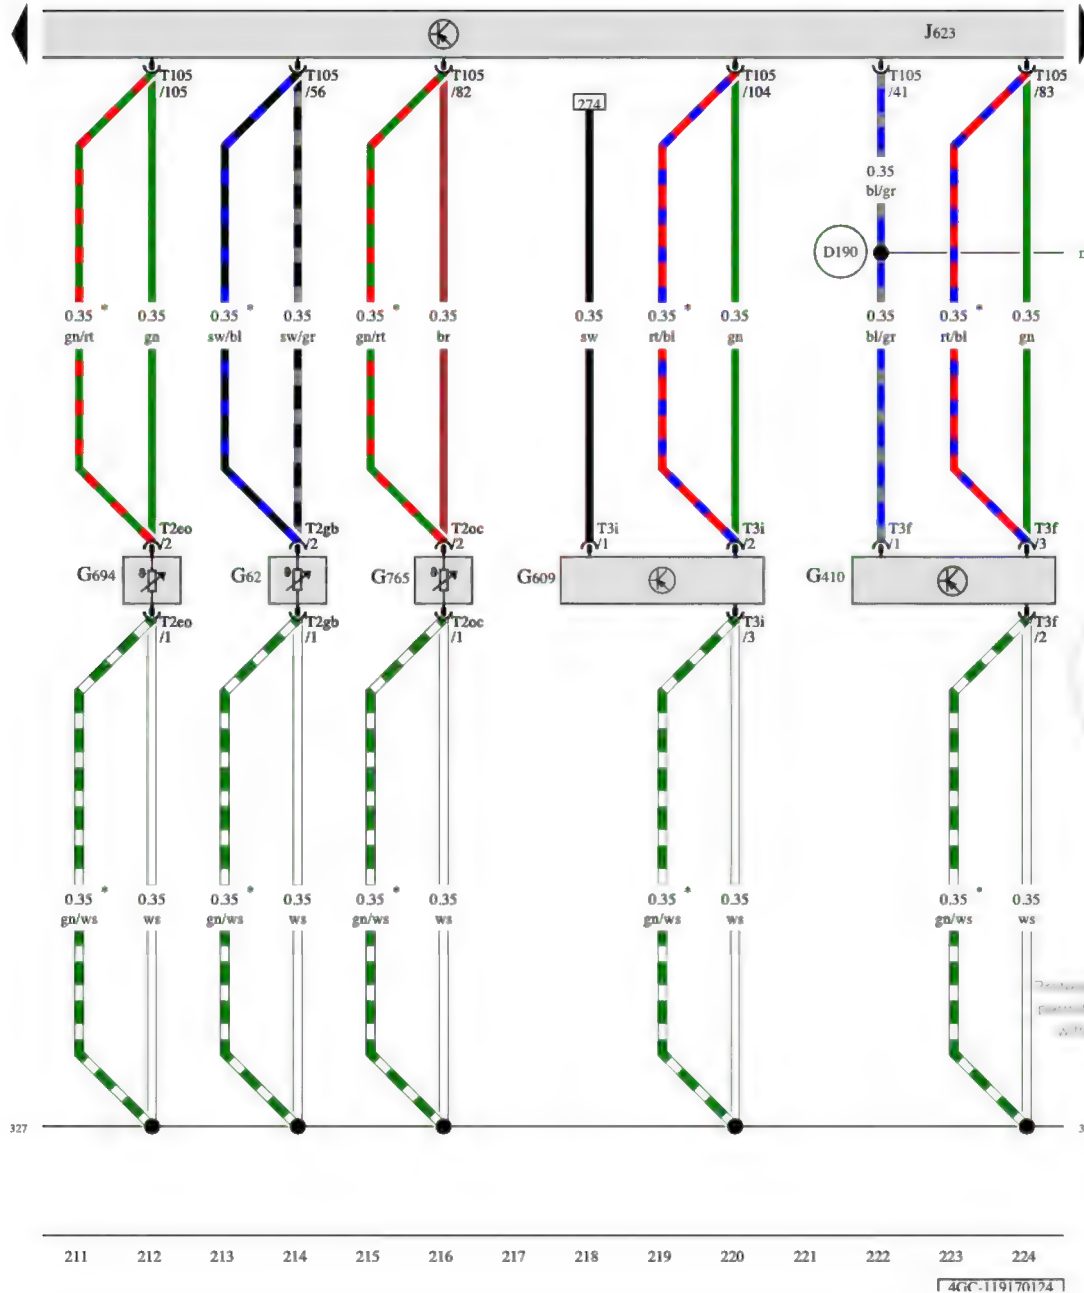 J623
T105
/105
T105
/56
T105
/82
T105
/104
T105
/41
T105
/83
274
0.35
bl/gr
D190
0.35 * 0.35 0.35 * 0.35 0.35 * 0.35 0.35 0.35 * 0.35 0.35 0.35 * 0.35
gn/rt gn sw/bl sw/gr gn/rt br sw rt/bl gn bl/gr rt/bl gn
T2eo
/2
T2gb
/2
T2oc
/2
T3i
/1
T3i
/2
T3f
/1
T3f
/3
G694 G62 G765 G609 G410
T2eo
/1
T2gb
/1
T2oc
/1
T3i
/3
T3f
/2
0.35 * 0.35 0.35 * 0.35 0.35 * 0.35 0.35 * 0.35 0.35 * 0.35
gn/ws ws gn/ws ws gn/ws ws gn/ws ws gn/ws ws
327
211 212 213 214 215 216 217 218 219 220 221 222 223 224
4GC-119170124